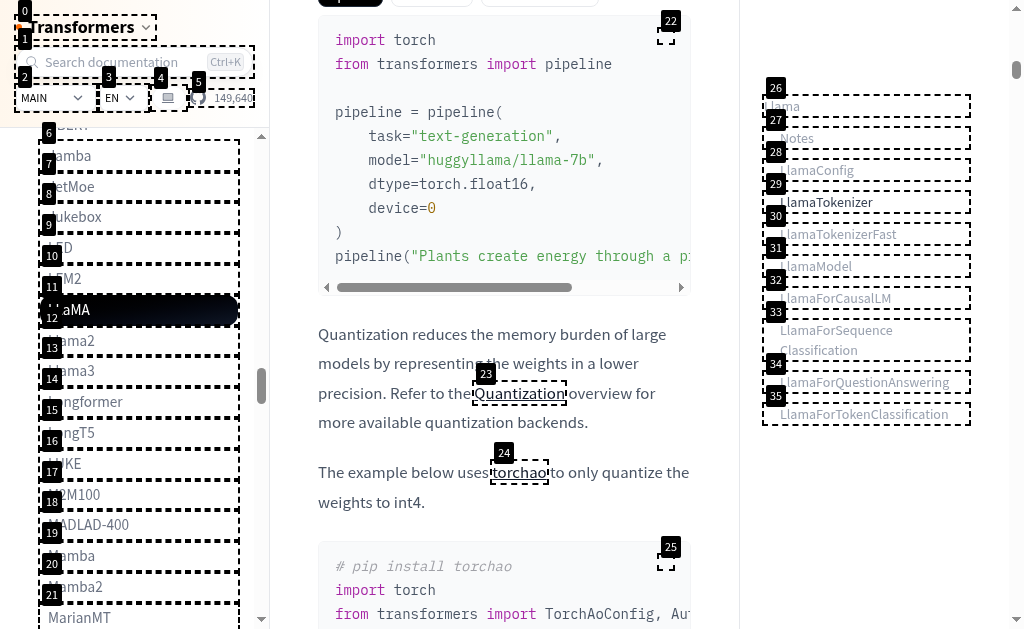 Transformers
Search documentation
Ctrl+K
MAIN
EN
149,640
Jamba
JetMoe
Jukebox
LED
LFM2
LLaMA
Llama2
Llama3
Longformer
LongT5
LUKE
M2M100
MADLAD-400
Mamba
Mamba2
MarianMT
0
1
2
3
4
5
6
7
8
9
10
11
12
13
14
15
16
17
18
19
20
21
22
import torch
from transformers import pipeline
pipeline = pipeline(
task="text-generation",
model="huggyllama/llama-7b",
dtype=torch.float16,
device=0
)
pipeline("Plants create energy through a
Quantization reduces the memory burden of large
models by representing the weights in a lower
23
precision. Refer to the Quantization overview for
more available quantization backends.
24
The example below uses torchao to only quantize the
weights to int4.
25
# pip install torchao
import torch
from transformers import TorchAoConfig,
26
Llama
27
Notes
28
LlamaConfig
29
LlamaTokenizer
30
LlamaTokenizerFast
31
LlamaModel
32
LlamaForCausalLM
33
LlamaForSequence
Classification
34
LlamaForQuestionAnswering
35
LlamaForTokenClassification